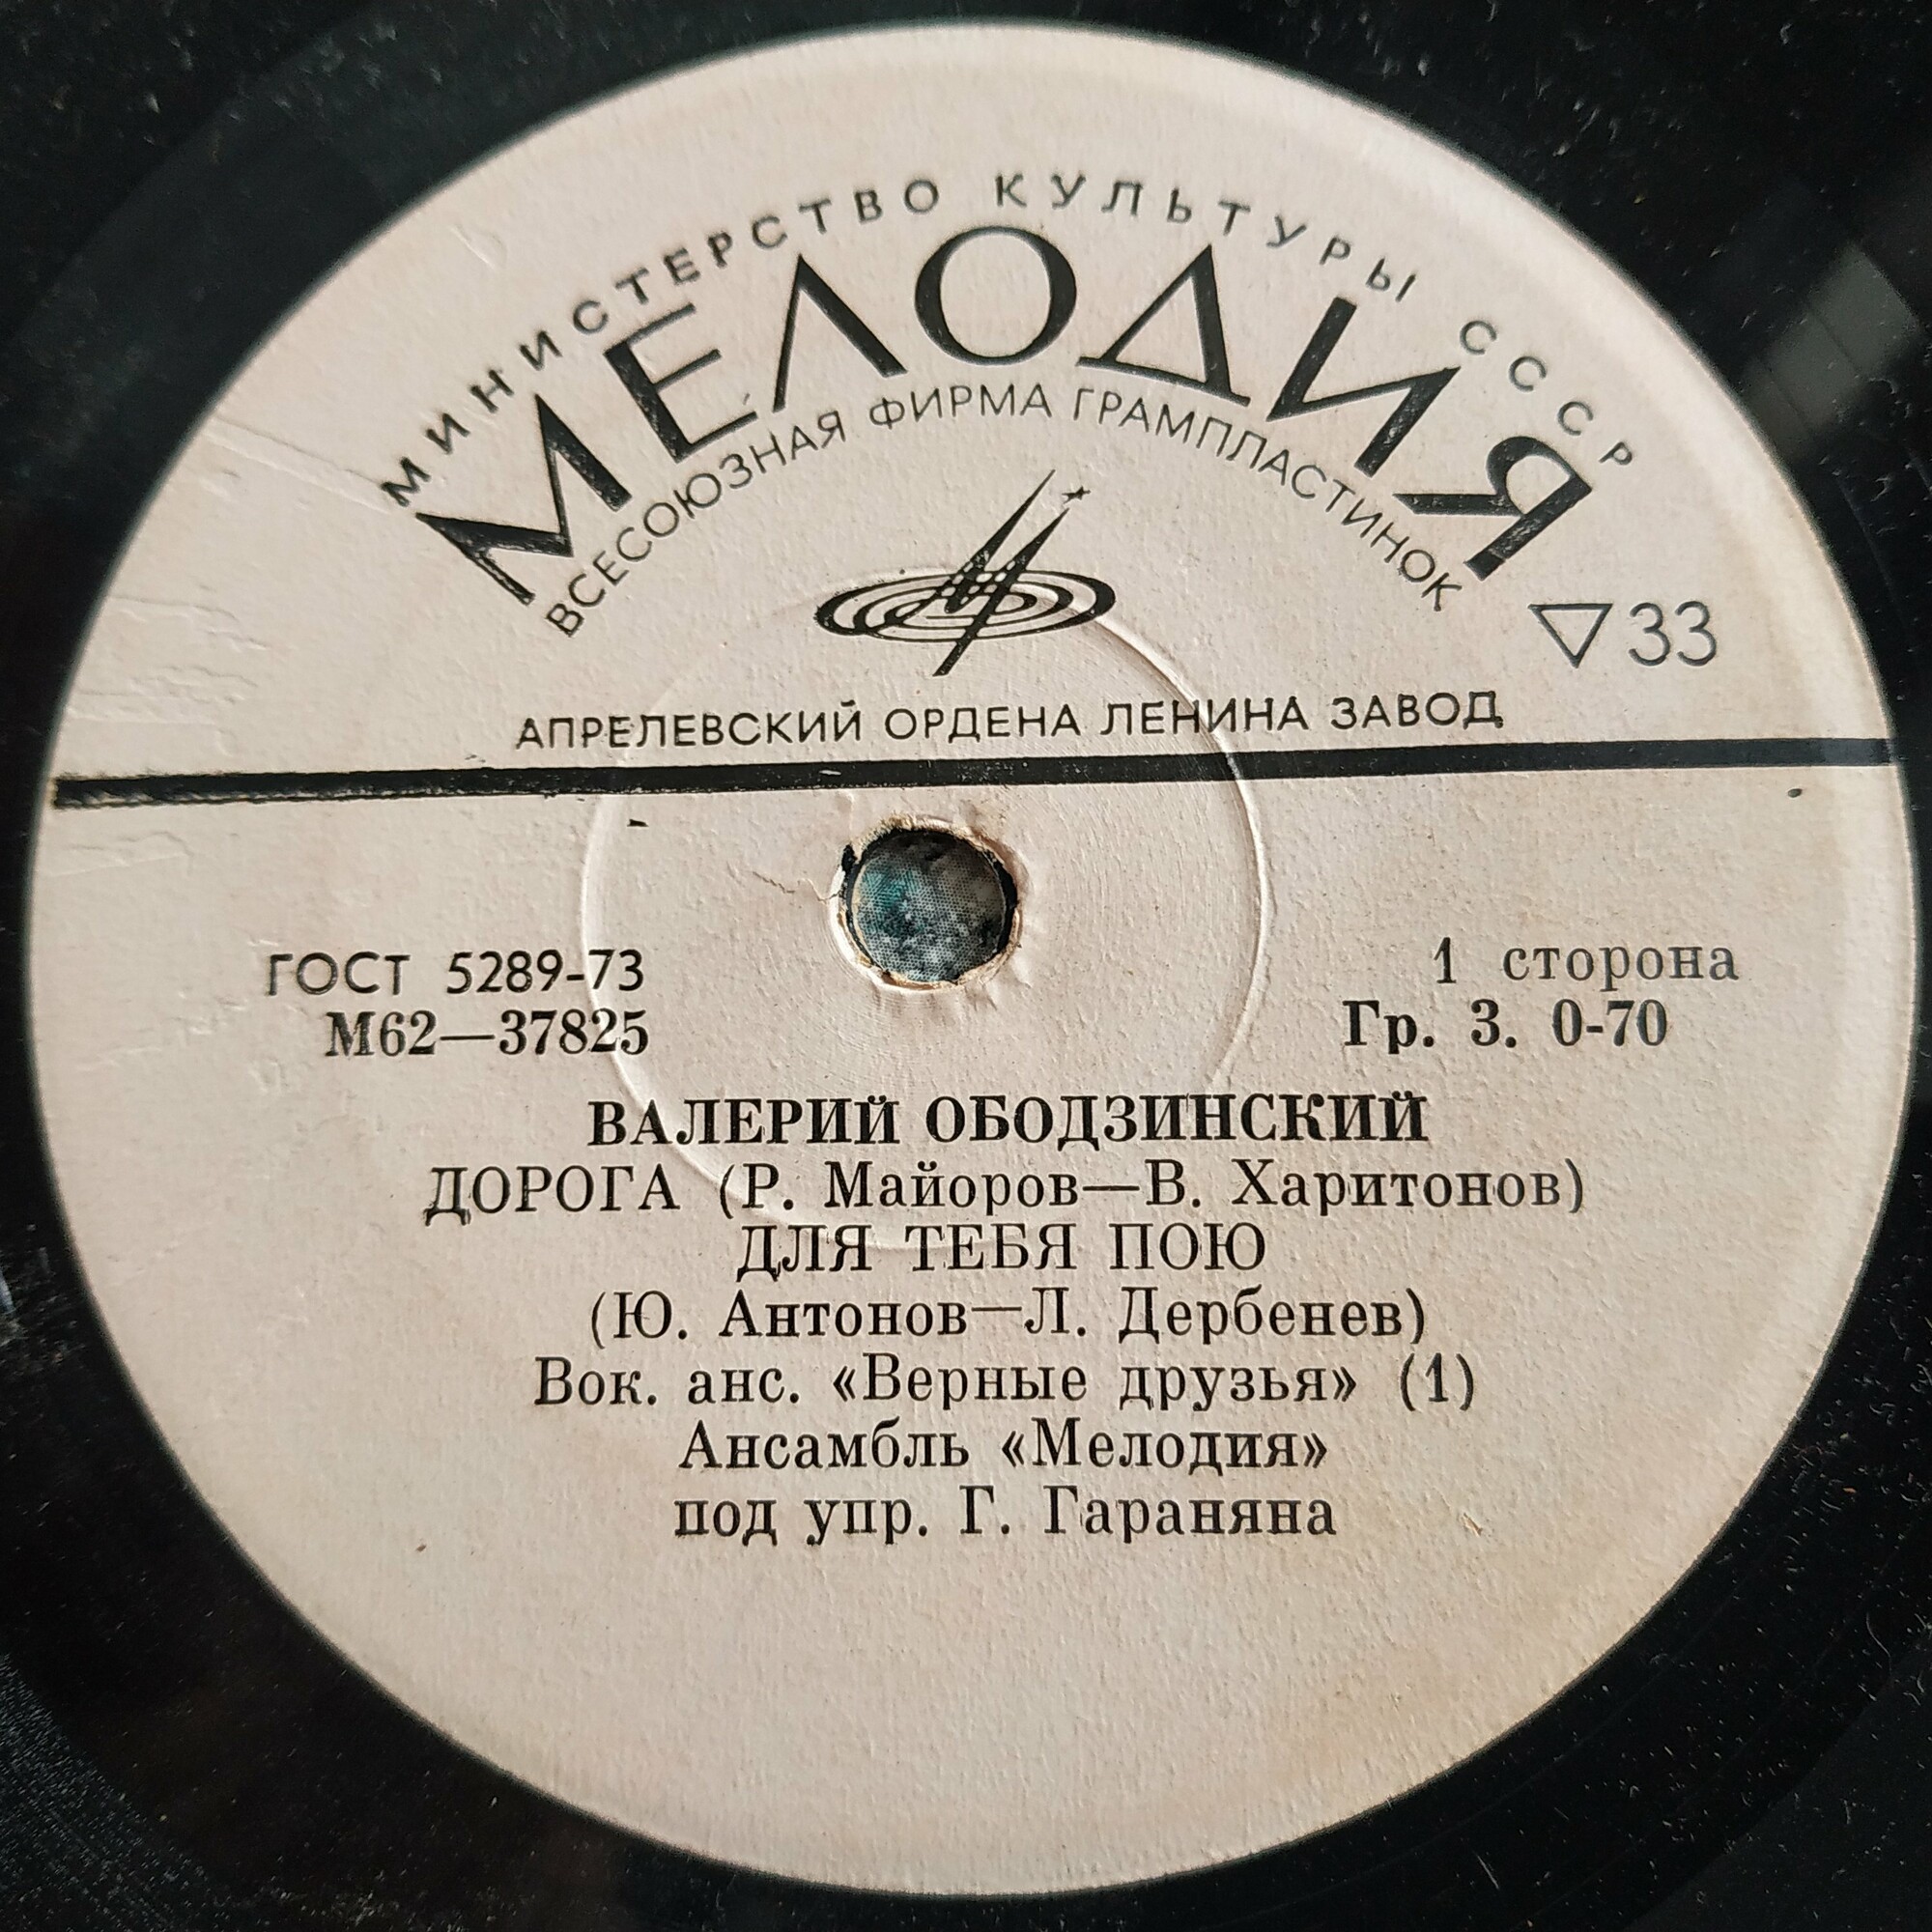 МИНИСТЕРСТВО КУЛЬТУРЫ СССР
МЕЛОДИЯ
ВСЕСОЮЗНАЯ ФИРМА ГРАМПЛАСТИНОК
▽33
АПРЕЛЕВСКИЙ ОРДЕНА ЛЕНИНА ЗАВОД
ГОСТ 5289-73
1 сторона
М62—37825
Гр. 3. 0-70
ВАЛЕРИЙ ОБОДЗИНСКИЙ
ДОРОГА (Р. Майоров—В. Харитонов)
ДЛЯ ТЕБЯ ПОЮ
(Ю. Антонов—Л. Дербенев)
Вок. анс. «Верные друзья» (1)
Ансамбль «Мелодия»
под упр. Г. Гараняна